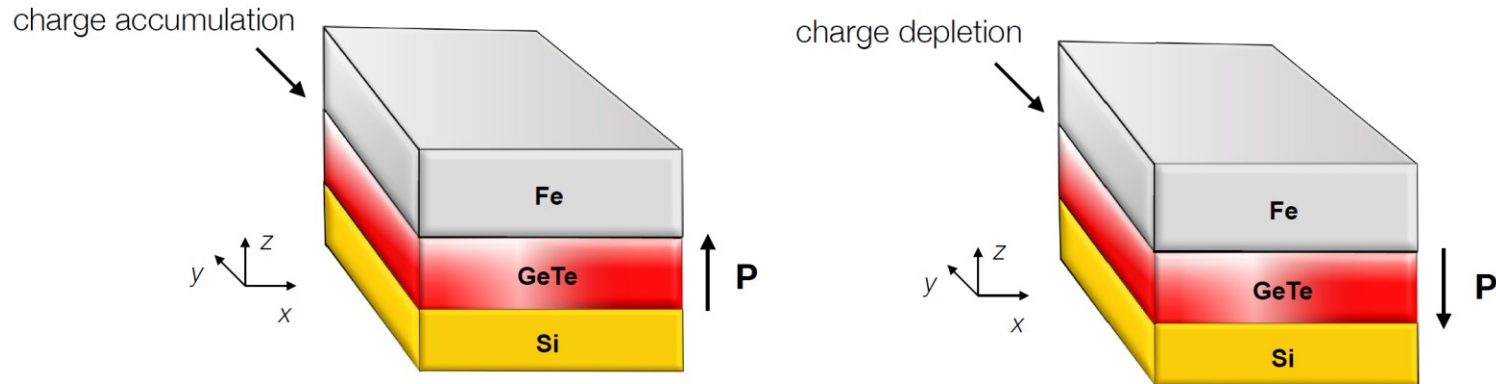 charge accumulation
Fe
GeTe
Si
P
z
y
x
charge depletion
Fe
GeTe
Si
P
z
y
x